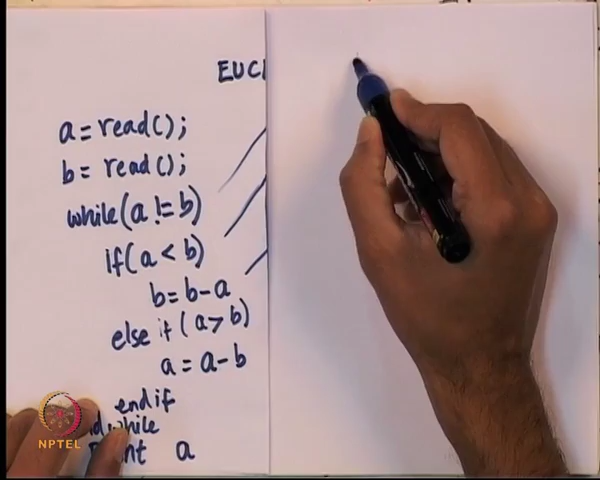 EUCL
a = read();
b = read();
while(a != b)
if(a < b)
b = b - a
else if (a > b)
a = a - b
endif
while
a
NPTEL